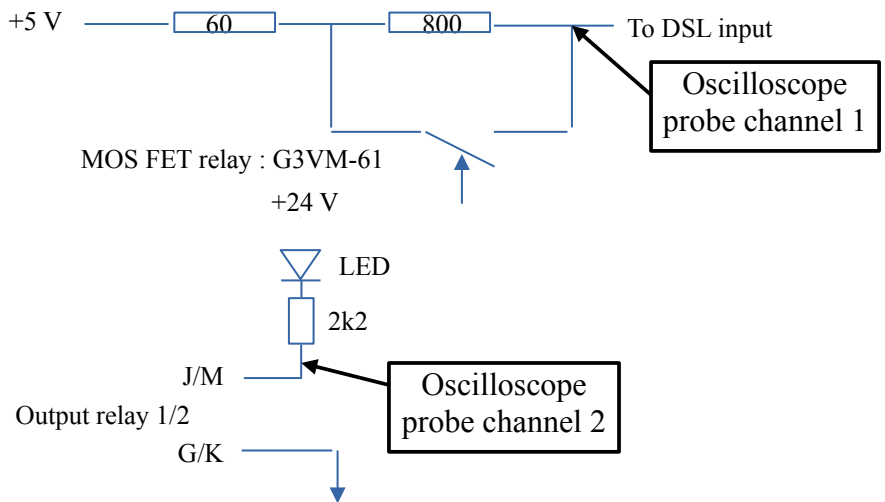 +5 V
60
800
To DSL input
Oscilloscope
probe channel 1
MOS FET relay : G3VM-61
+24 V
LED
2k2
J/M
Oscilloscope
probe channel 2
Output relay 1/2
G/K